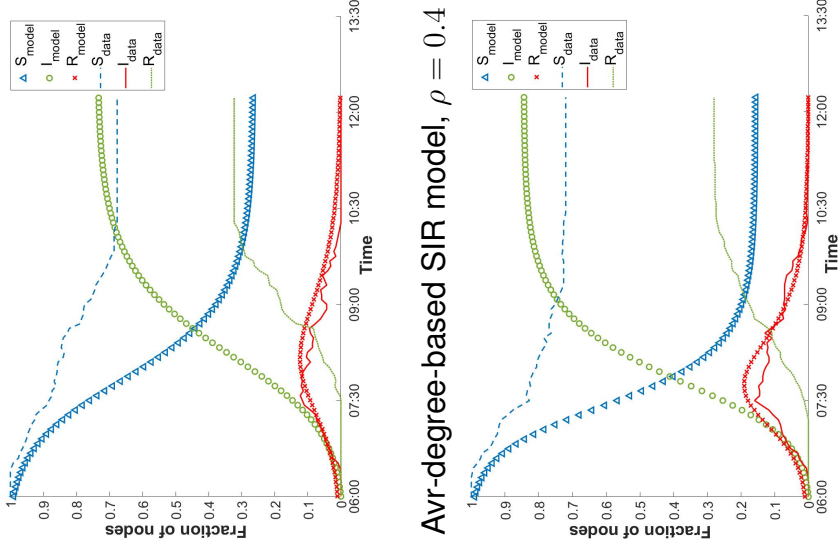 S_model
I_model
R_model
S_data
I_data
R_data
1
0.9
0.8
0.7
0.6
0.5
0.4
0.3
0.2
0.1
0
Fraction of nodes
06:00 07:30 09:00 10:30 12:00 13:30
Time
Avr-degree-based SIR model, ρ = 0.4
S_model
I_model
R_model
S_data
I_data
R_data
1
0.9
0.8
0.7
0.6
0.5
0.4
0.3
0.2
0.1
0
Fraction of nodes
06:00 07:30 09:00 10:30 12:00 13:30
Time